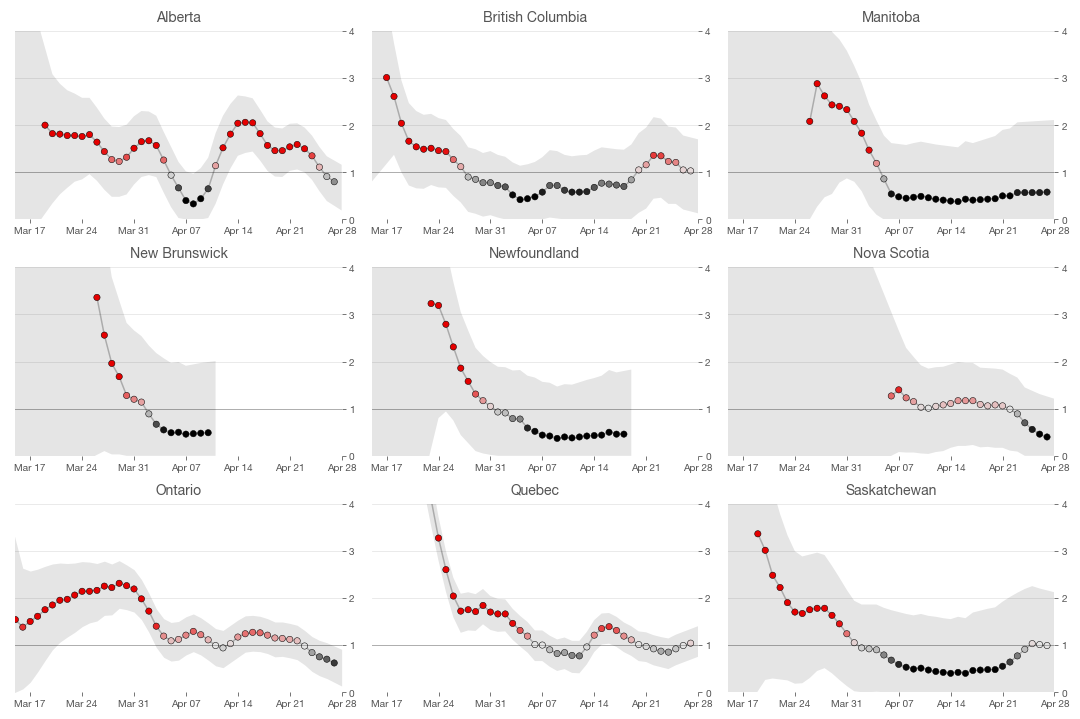 Alberta British Columbia Manitoba
4 4 4
3 3 3
2 2 2
1 1 1
0 0 0
Mar 17 Mar 24 Mar 31 Apr 07 Apr 14 Apr 21 Apr 28 Mar 17 Mar 24 Mar 31 Apr 07 Apr 14 Apr 21 Apr 28 Mar 17 Mar 24 Mar 31 Apr 07 Apr 14 Apr 21 Apr 28
New Brunswick Newfoundland Nova Scotia
4 4 4
3 3 3
2 2 2
1 1 1
0 0 0
Mar 17 Mar 24 Mar 31 Apr 07 Apr 14 Apr 21 Apr 28 Mar 17 Mar 24 Mar 31 Apr 07 Apr 14 Apr 21 Apr 28 Mar 17 Mar 24 Mar 31 Apr 07 Apr 14 Apr 21 Apr 28
Ontario Quebec Saskatchewan
4 4 4
3 3 3
2 2 2
1 1 1
0 0 0
Mar 17 Mar 24 Mar 31 Apr 07 Apr 14 Apr 21 Apr 28 Mar 17 Mar 24 Mar 31 Apr 07 Apr 14 Apr 21 Apr 28 Mar 17 Mar 24 Mar 31 Apr 07 Apr 14 Apr 21 Apr 28